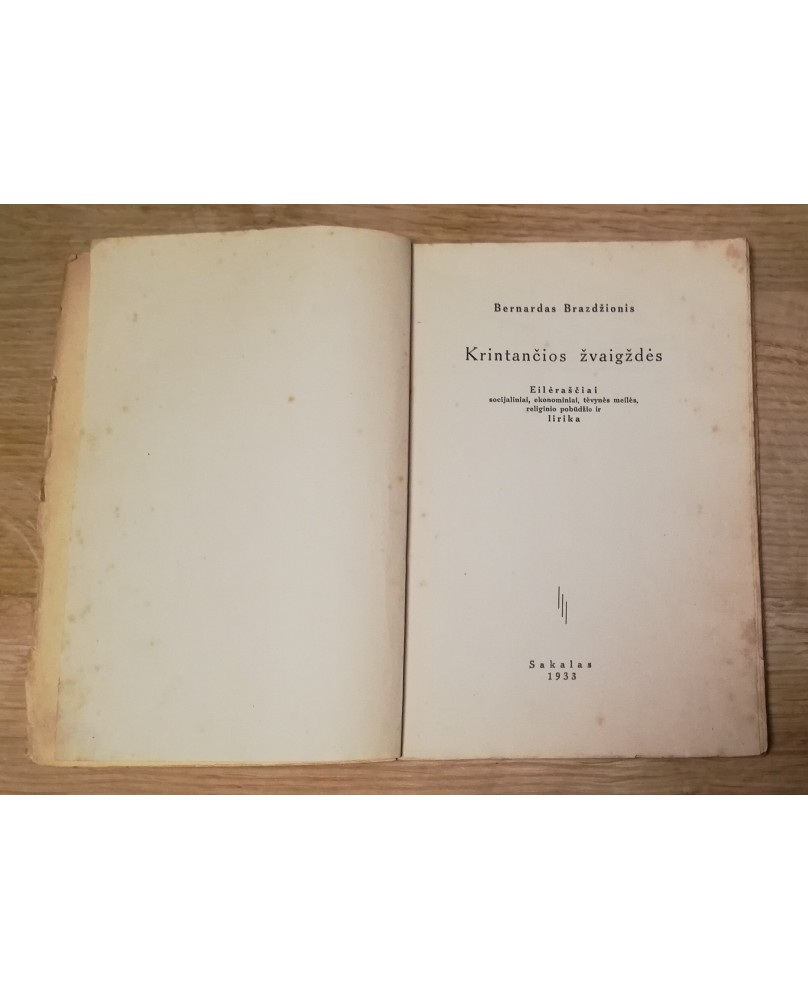 Bernardas Brazdžionis
Krintančios žvaigždės
Eilėraščiai
socijaliniai, ekonominiai, tėvynės meilės,
religinio pobūdžio ir
lirika
Sakalas
1933